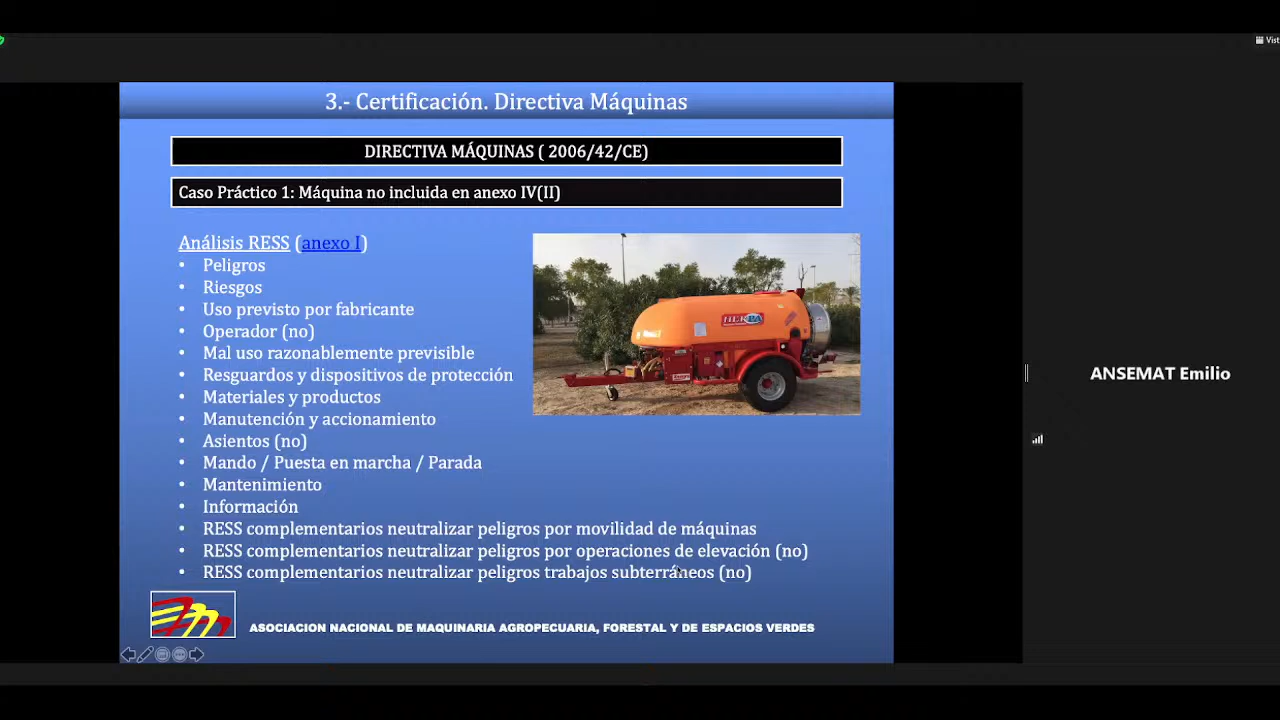 Vist
3.- Certificación. Directiva Máquinas
DIRECTIVA MÁQUINAS ( 2006/42/CE)
Caso Práctico 1: Máquina no incluida en anexo IV(II)
Análisis RESS (anexo I)
• Peligros
• Riesgos
• Uso previsto por fabricante
• Operador (no)
• Mal uso razonablemente previsible
• Resguardos y dispositivos de protección
• Materiales y productos
• Manutención y accionamiento
• Asientos (no)
• Mando / Puesta en marcha / Parada
• Mantenimiento
• Información
• RESS complementarios neutralizar peligros por movilidad de máquinas
• RESS complementarios neutralizar peligros por operaciones de elevación (no)
• RESS complementarios neutralizar peligros trabajos subterráneos (no)
ASOCIACION NACIONAL DE MAQUINARIA AGROPECUARIA, FORESTAL Y DE ESPACIOS VERDES
ANSEMAT Emilio